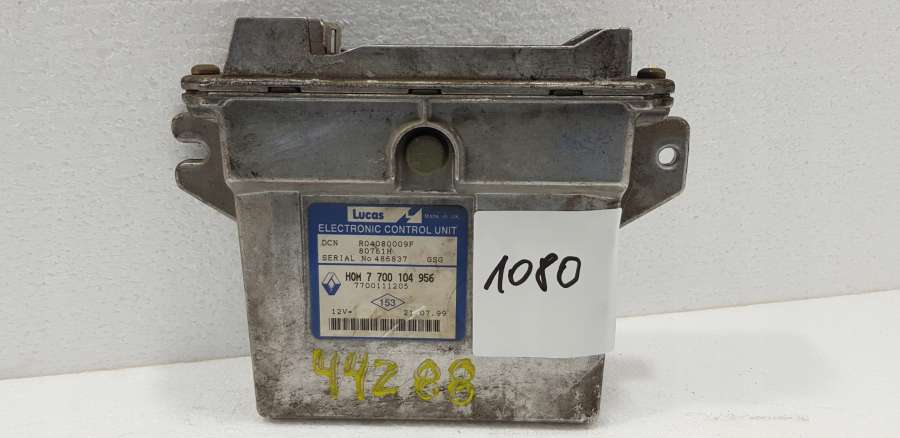 Lucas Made in UK
ELECTRONIC CONTROL UNIT
DCN R04080009F
80761H
SERIAL No 486837 GSG
HOM 7 700 104 956
7700111205
153
12V= 21.07.99
1080
44288